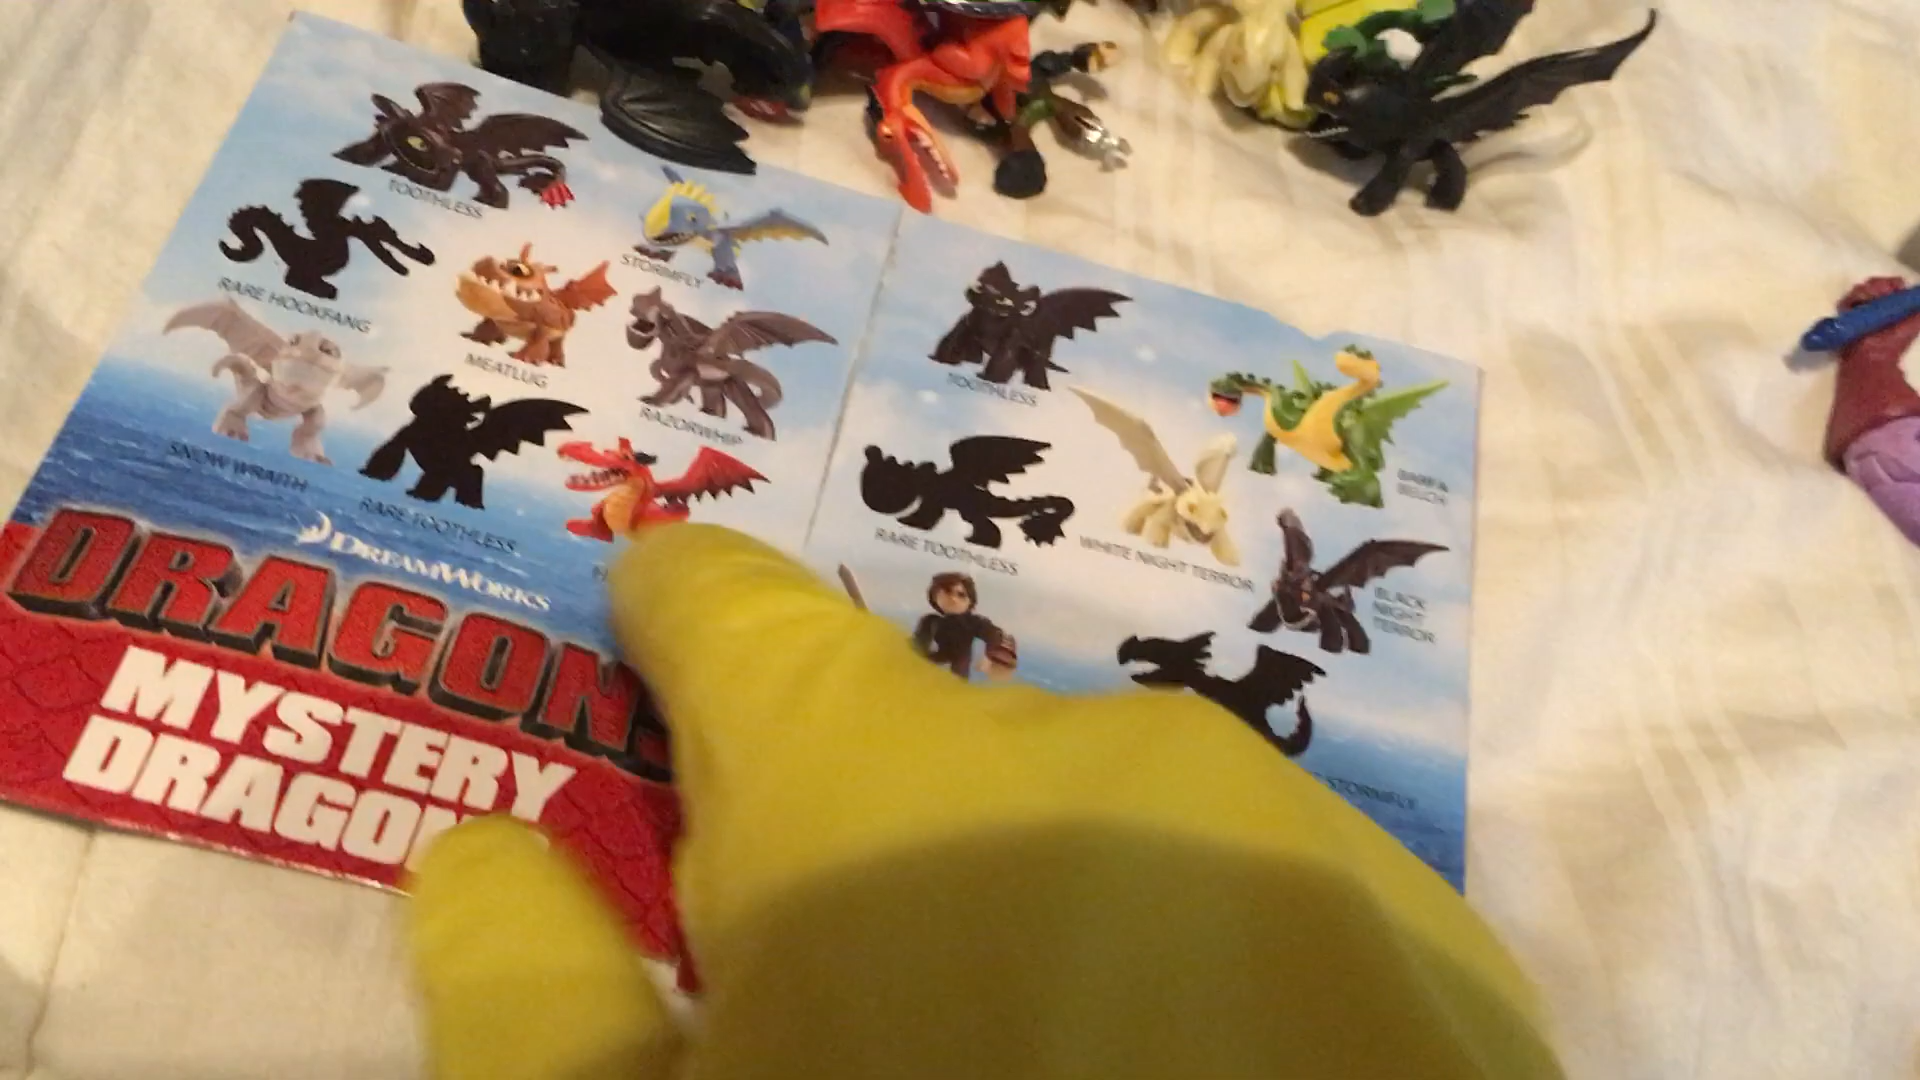 TOOTHLESS
STORMFLY
RARE HOOKFANG
MEATLUG
RAZORWHIP
SNOW WRAITH
RARE TOOTHLESS
DREAMWORKS
DRAGONS
MYSTERY
DRAGON
TOOTHLESS
BARF &
BELCH
RARE TOOTHLESS
WHITE NIGHT TERROR
BLACK
NIGHT
TERROR
STORMFLY